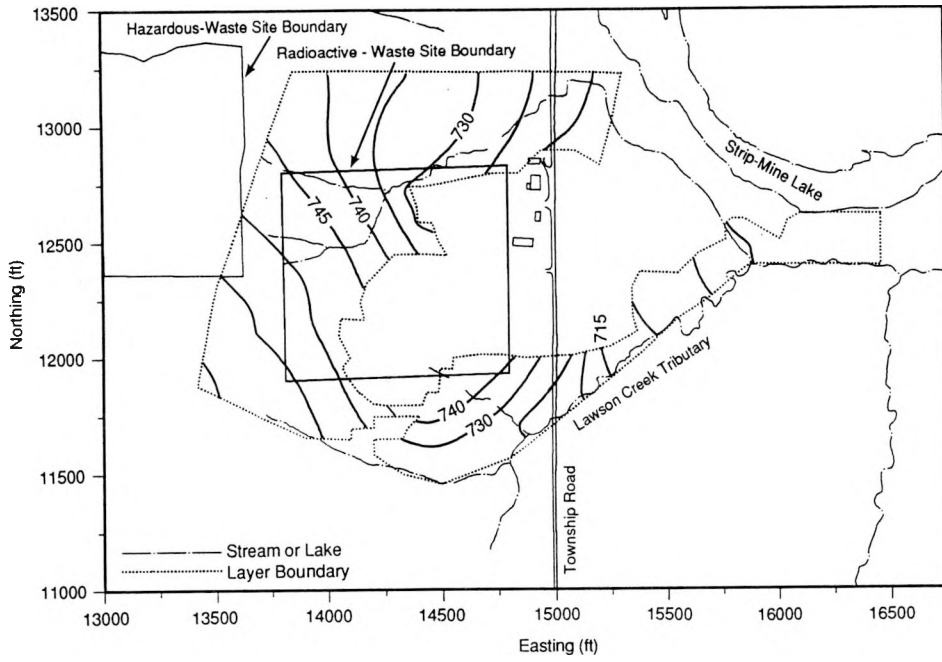 13500
13000
12500
12000
11500
11000
Northing (ft)
Hazardous-Waste Site Boundary
Radioactive - Waste Site Boundary
730
745
740
Strip-Mine Lake
715
740
730
Lawson Creek Tributary
Township Road
Stream or Lake
Layer Boundary
13000 13500 14000 14500 15000 15500 16000 16500
Easting (ft)